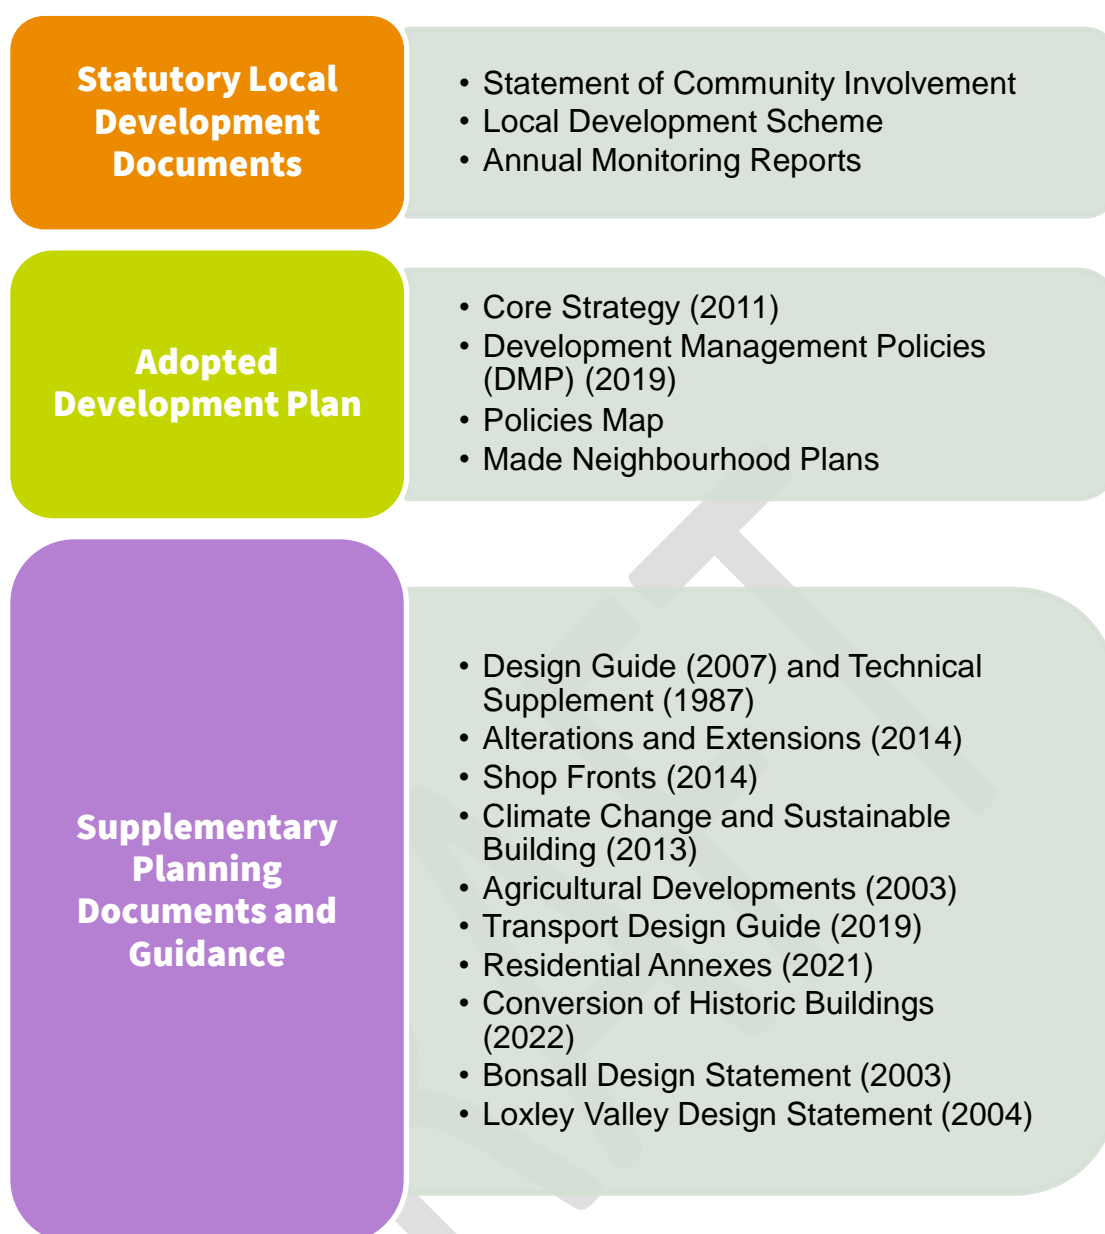 Statutory Local
Development
Documents
• Statement of Community Involvement
• Local Development Scheme
• Annual Monitoring Reports
Adopted
Development Plan
• Core Strategy (2011)
• Development Management Policies
(DMP) (2019)
• Policies Map
• Made Neighbourhood Plans
Supplementary
Planning
Documents and
Guidance
• Design Guide (2007) and Technical
Supplement (1987)
• Alterations and Extensions (2014)
• Shop Fronts (2014)
• Climate Change and Sustainable
Building (2013)
• Agricultural Developments (2003)
• Transport Design Guide (2019)
• Residential Annexes (2021)
• Conversion of Historic Buildings
(2022)
• Bonsall Design Statement (2003)
• Loxley Valley Design Statement (2004)